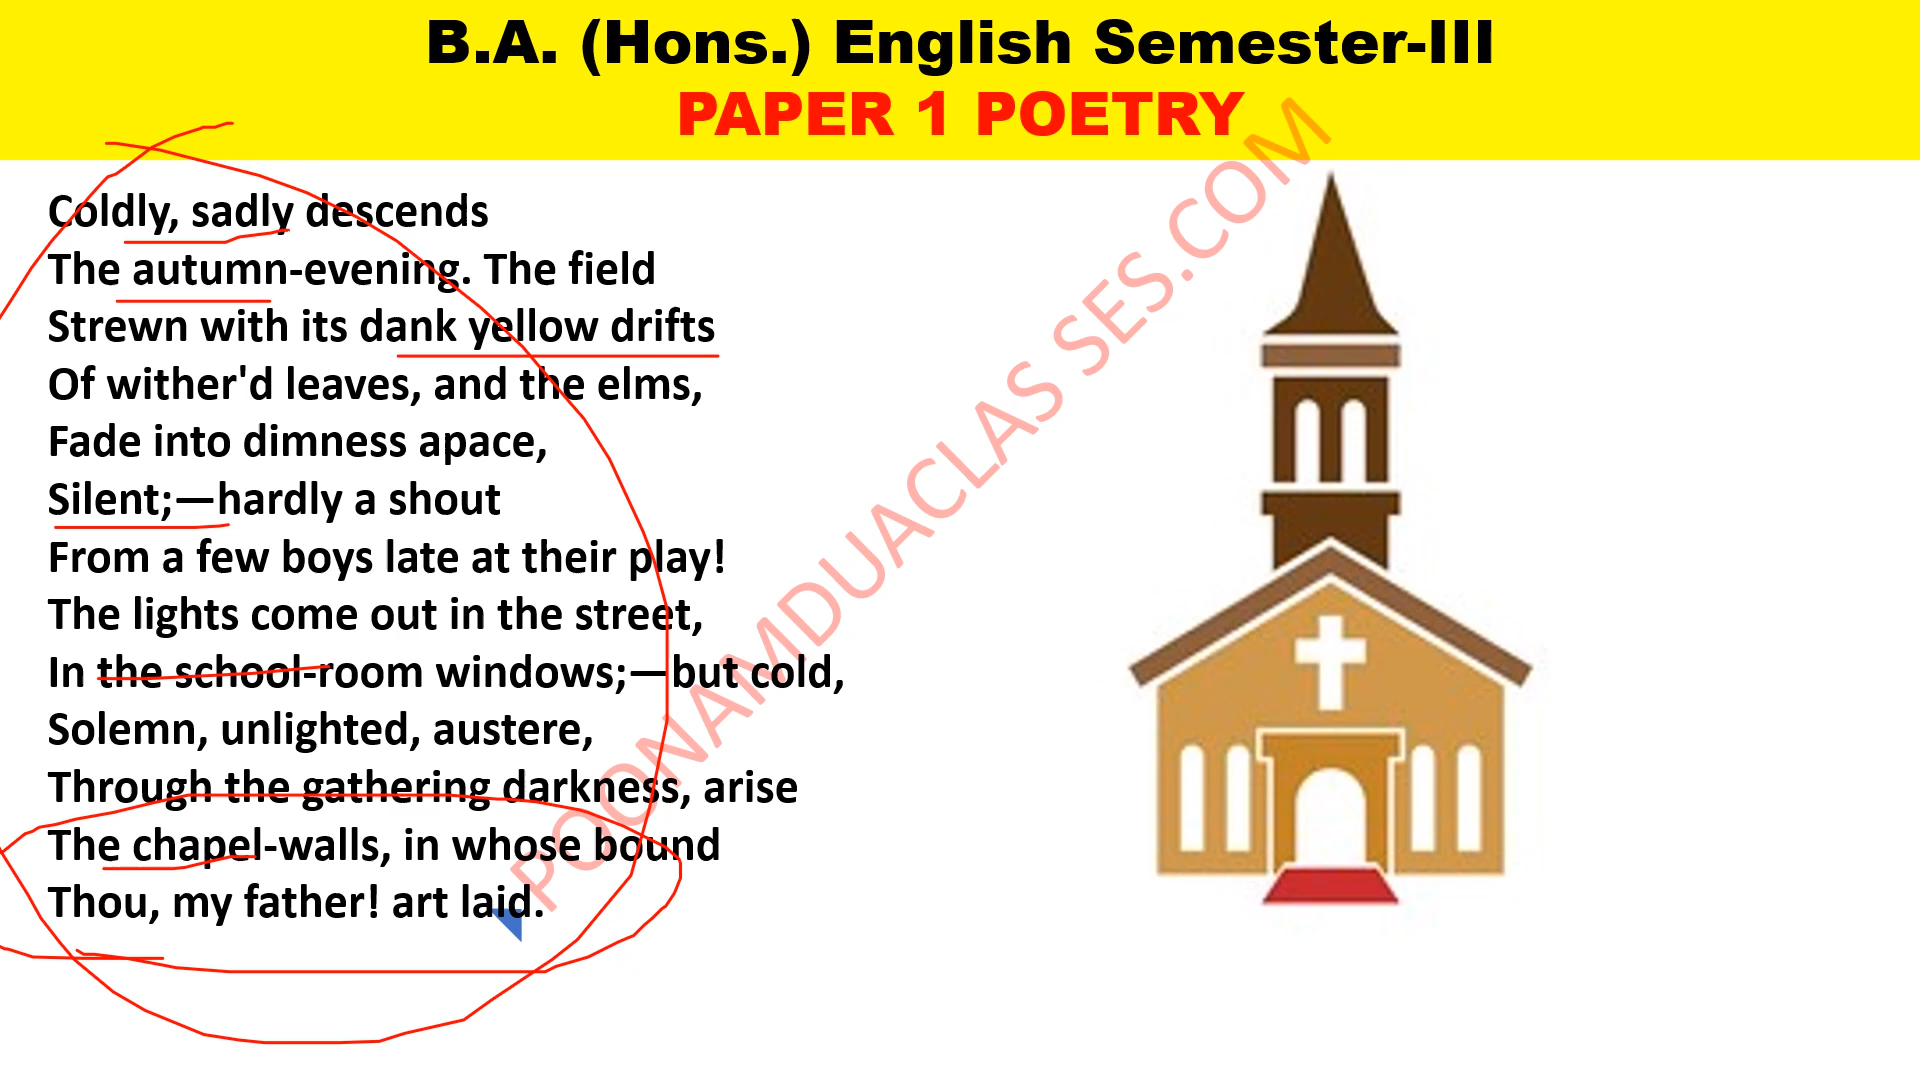 B.A. (Hons.) English Semester-III
PAPER 1 POETRY
Coldly, sadly descends
The autumn-evening. The field
Strewn with its dank yellow drifts
Of wither'd leaves, and the elms,
Fade into dimness apace,
Silent;—hardly a shout
From a few boys late at their play!
The lights come out in the street,
In the school-room windows;—but cold,
Solemn, unlighted, austere,
Through the gathering darkness, arise
The chapel-walls, in whose bound
Thou, my father! art laid.
POONAMDUACLAS SES.COM